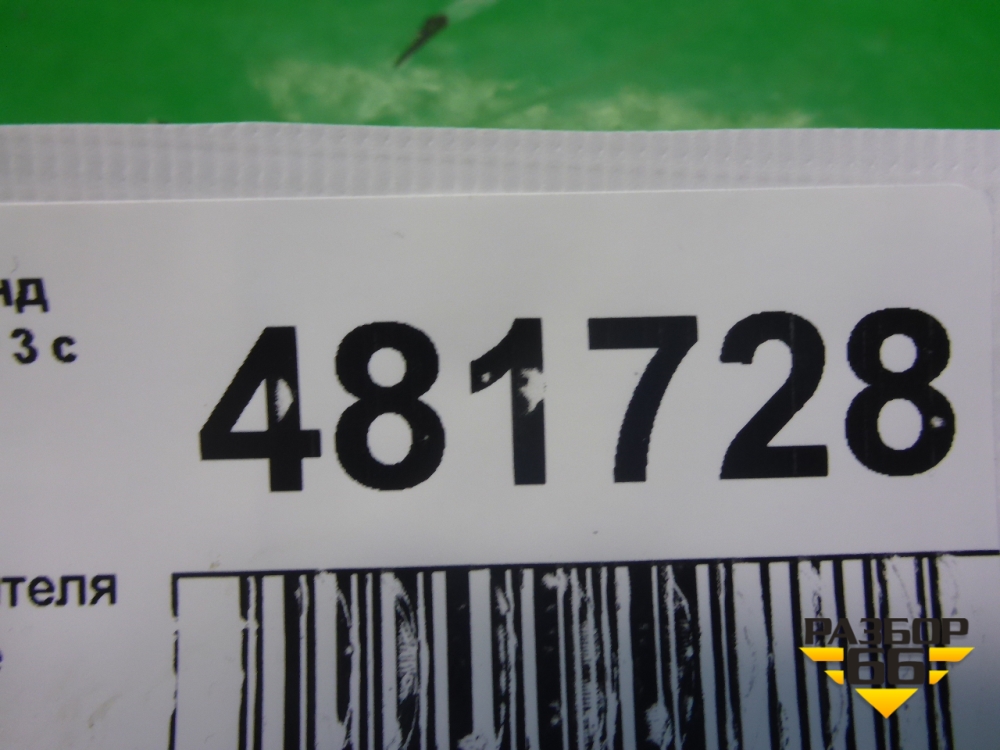 нд
3 с
481728
теля
РАЗБОР
66